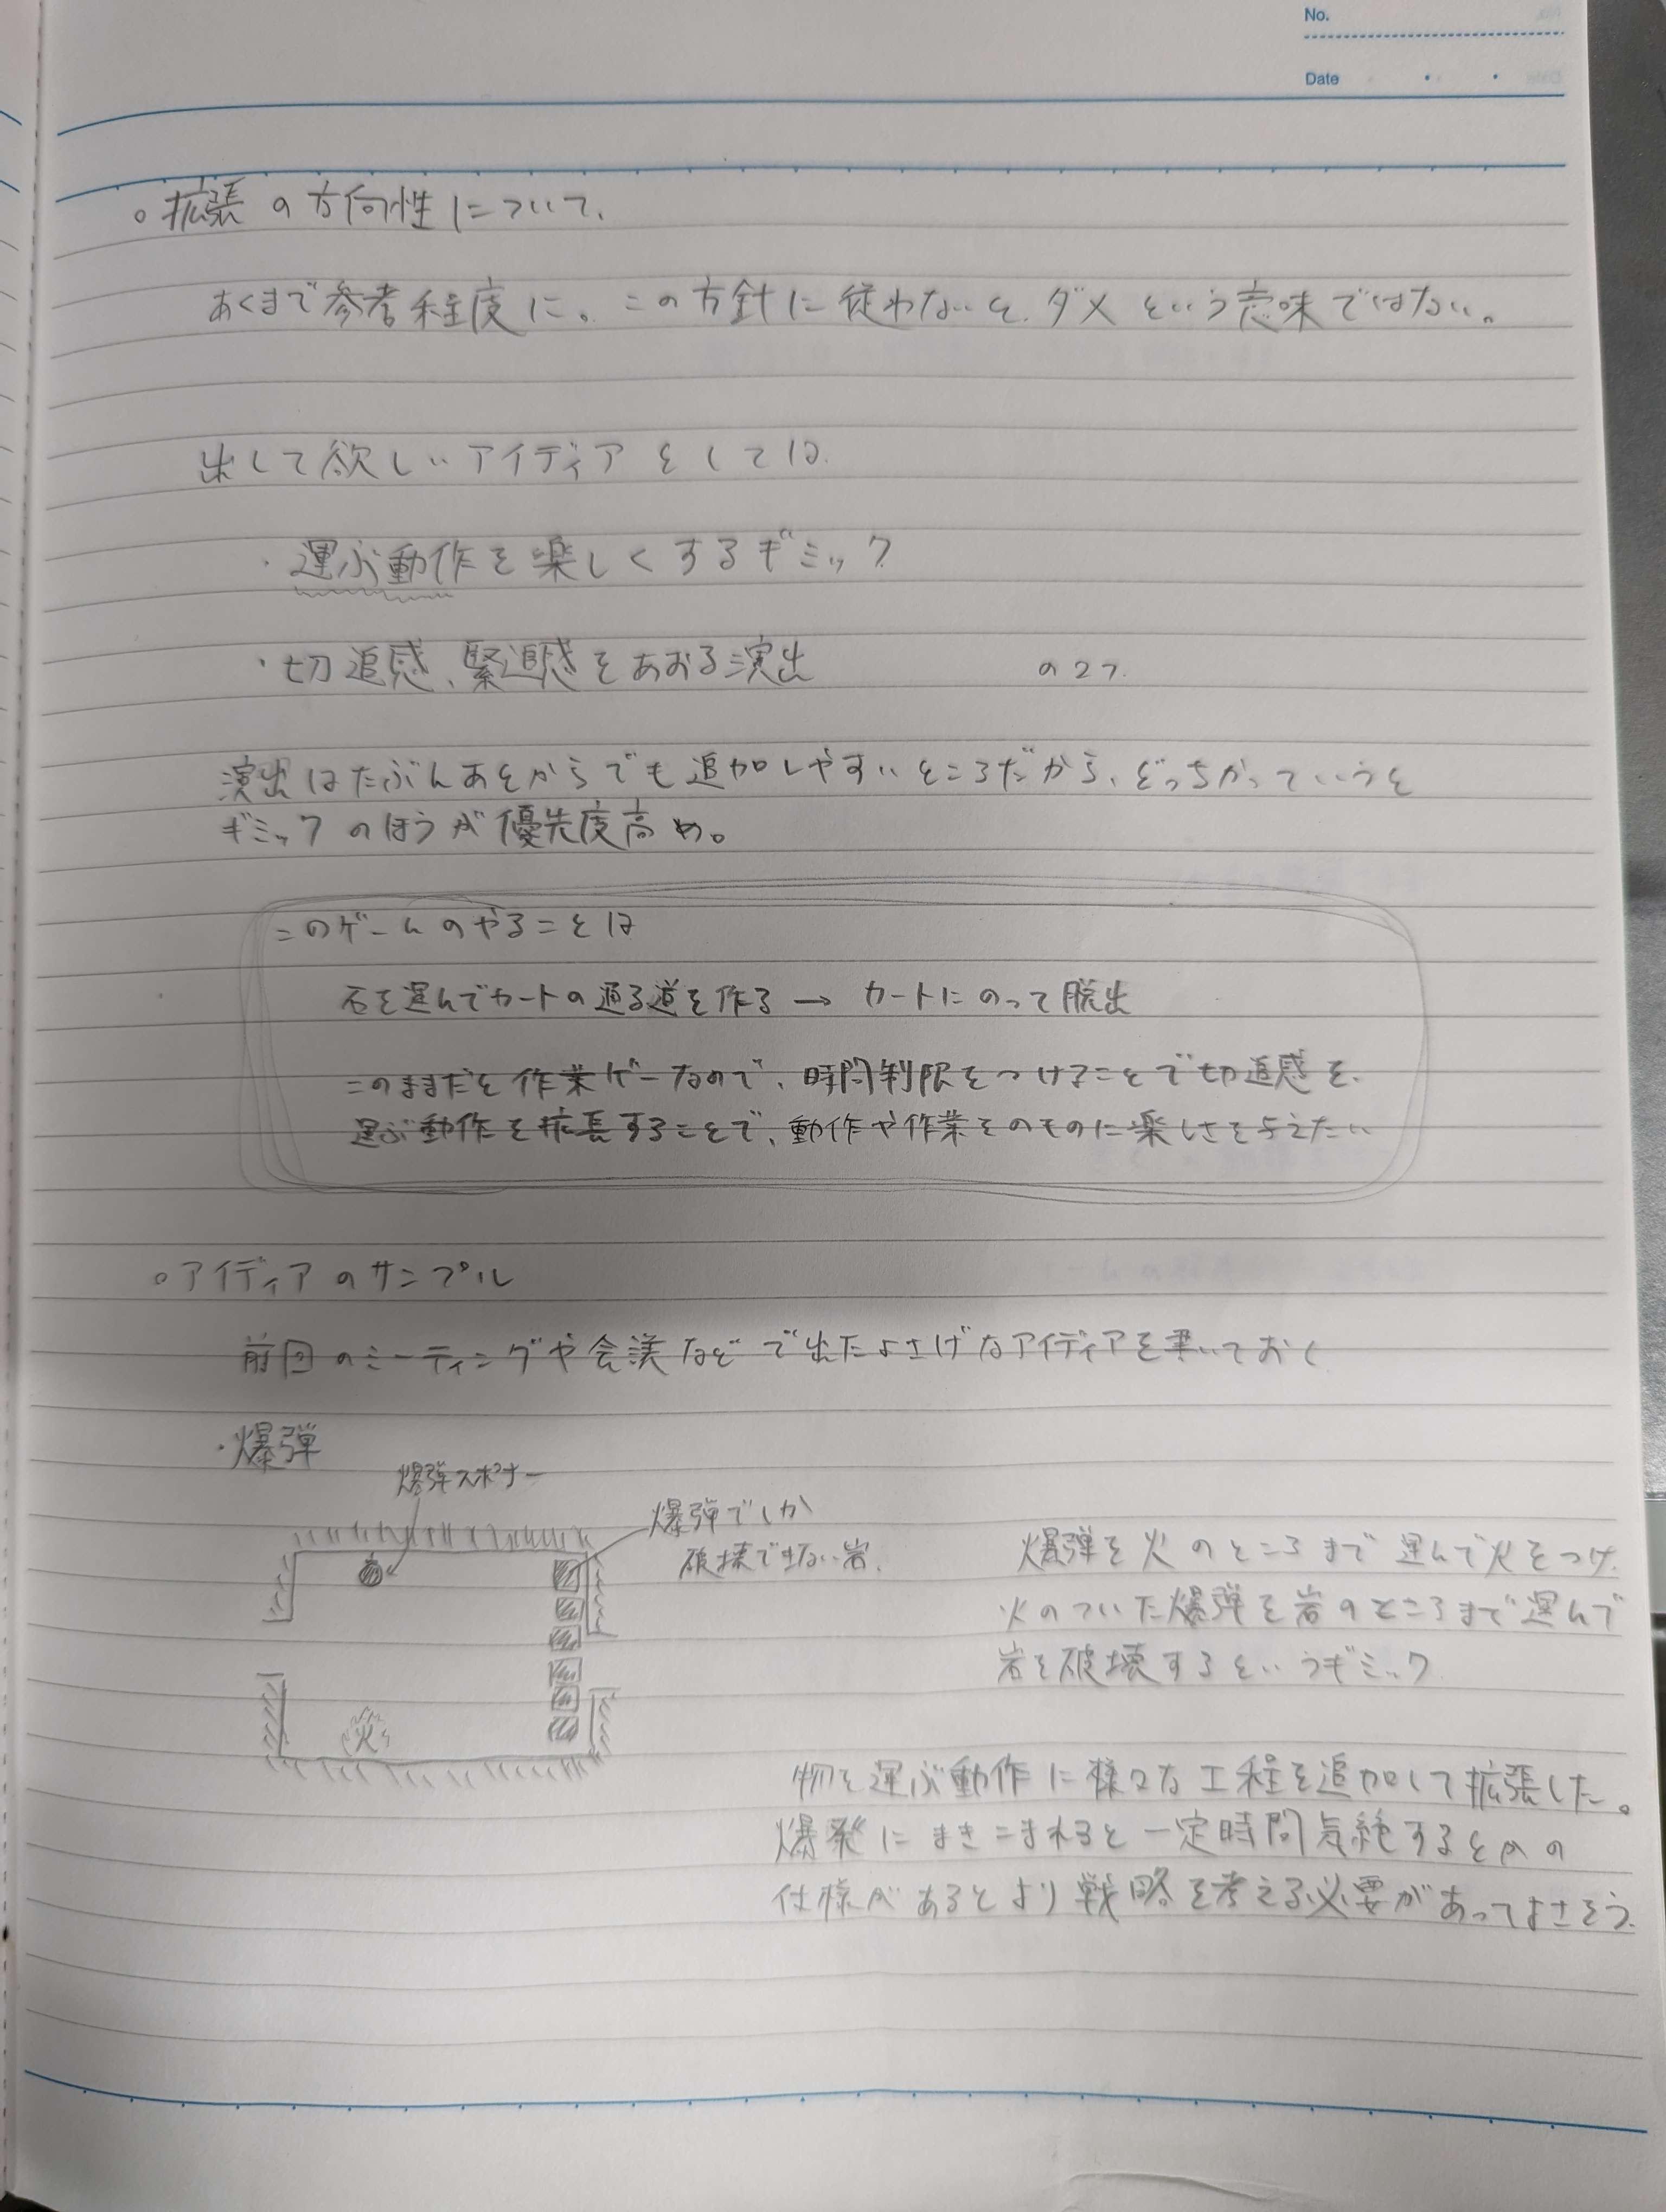 No.
Date
○拡張の方向性について、
あくまで参考程度に。この方針に従わないと、ダメという意味ではない。
出して欲しいアイディアとしては、
・運ぶ動作を楽しくするギミック
・切迫感、緊迫感をあおる演出 の2つ.
演出はたぶんあとからでも追加しやすいところだから、どっちかっていうと
ギミックのほうが優先度高め。
このゲームのやることは
石を運んでカートの通る道を作る → カートにのって脱出
このままだと作業ゲーなので、時間制限をつけることで切迫感を、
運ぶ動作を拡張することで、動作や作業そのものに楽しさを与えたい
○アイディアのサンプル
前回のミーティングや会議などで出たよさげなアイディアを書いておく
・爆弾
爆弾スポナー
爆弾でしか
破壊できない岩.
爆弾を火のところまで運んで火をつけ、
火のついた爆弾を岩のところまで運んで
岩を破壊するというギミック
火
物を運ぶ動作に様々な工程を追加して拡張した。
爆発にまきこまれると一定時間気絶するとかの
仕様があるとより戦略を考える必要があってよさそう.